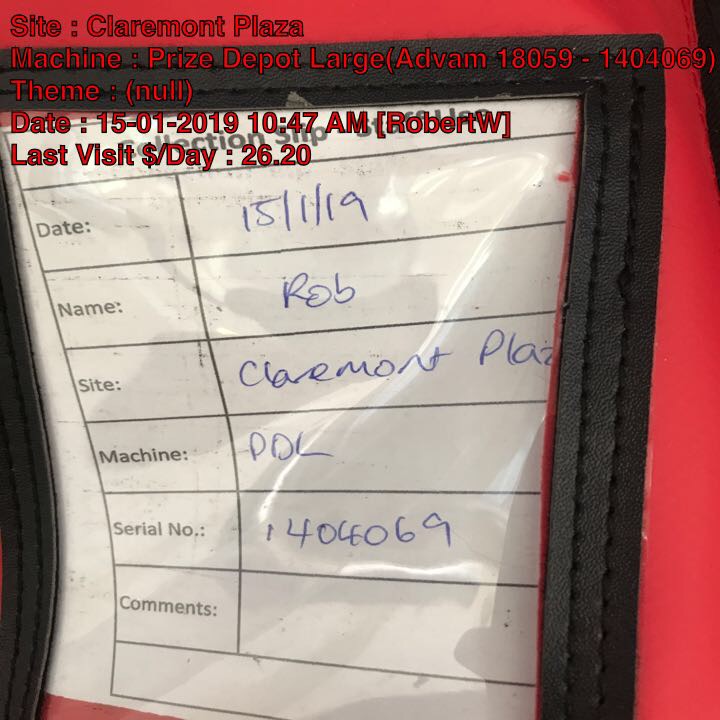 Site : Claremont Plaza
Machine : Prize Depot Large(Advam 18059 - 1404069)
Theme : (null)
Date : 15-01-2019 10:47 AM [RobertW]
Last Visit $/Day : 26.20
Date: 15/1/19
Name: Rob
Site: Claremont Plaz
Machine: PDL
Serial No.: 1404069
Comments: